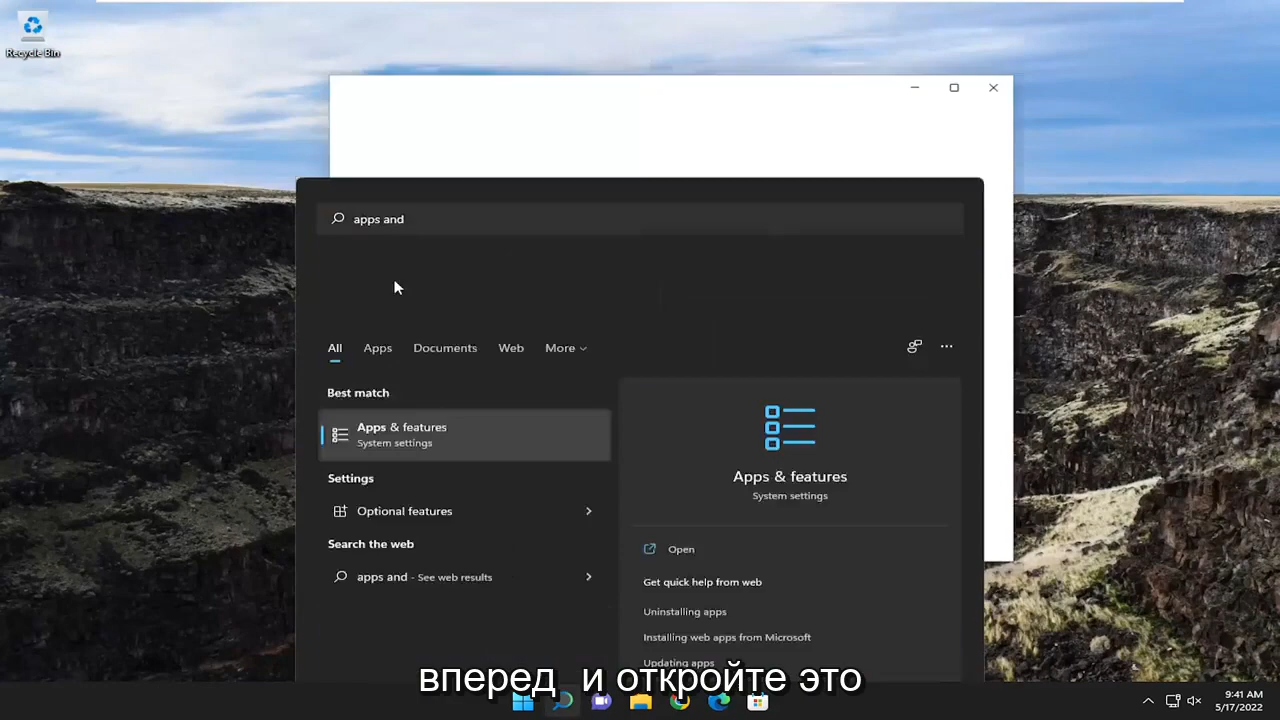 Recycle Bin
apps and
All Apps Documents Web More
Best match
Apps & features
System settings
Settings
Optional features
Search the web
apps and - See web results
Apps & features
System settings
Open
Get quick help from web
Uninstalling apps
Installing web apps from Microsoft
Updating apps
вперед и откройте это
9:41 AM
5/17/2022